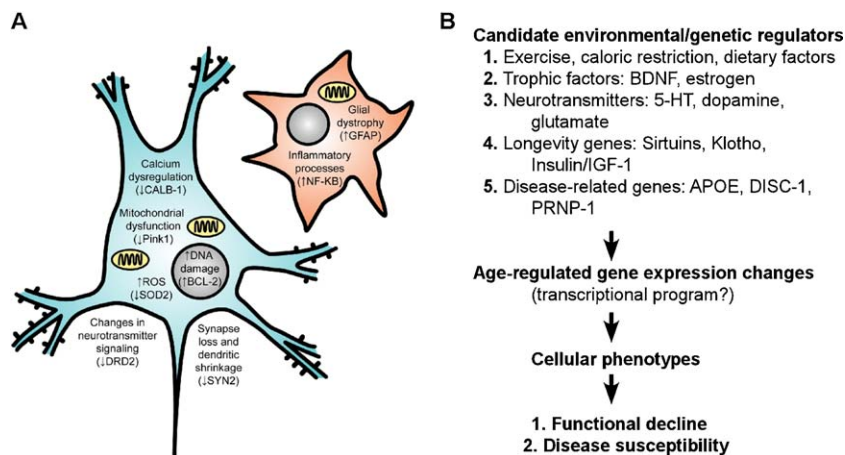 A
Glial
dystrophy
(↑GFAP)
Inflammatory
processes
(↑NF-KB)
Calcium
dysregulation
(↓CALB-1)
Mitochondrial
dysfunction
(↓Pink1)
↑DNA
damage
(↑BCL-2)
↑ROS
(↓SOD2)
Changes in
neurotransmitter
signaling
(↓DRD2)
Synapse
loss and
dendritic
shrinkage
(↓SYN2)
B
Candidate environmental/genetic regulators
1. Exercise, caloric restriction, dietary factors
2. Trophic factors: BDNF, estrogen
3. Neurotransmitters: 5-HT, dopamine,
glutamate
4. Longevity genes: Sirtuins, Klotho,
Insulin/IGF-1
5. Disease-related genes: APOE, DISC-1,
PRNP-1
Age-regulated gene expression changes
(transcriptional program?)
Cellular phenotypes
1. Functional decline
2. Disease susceptibility